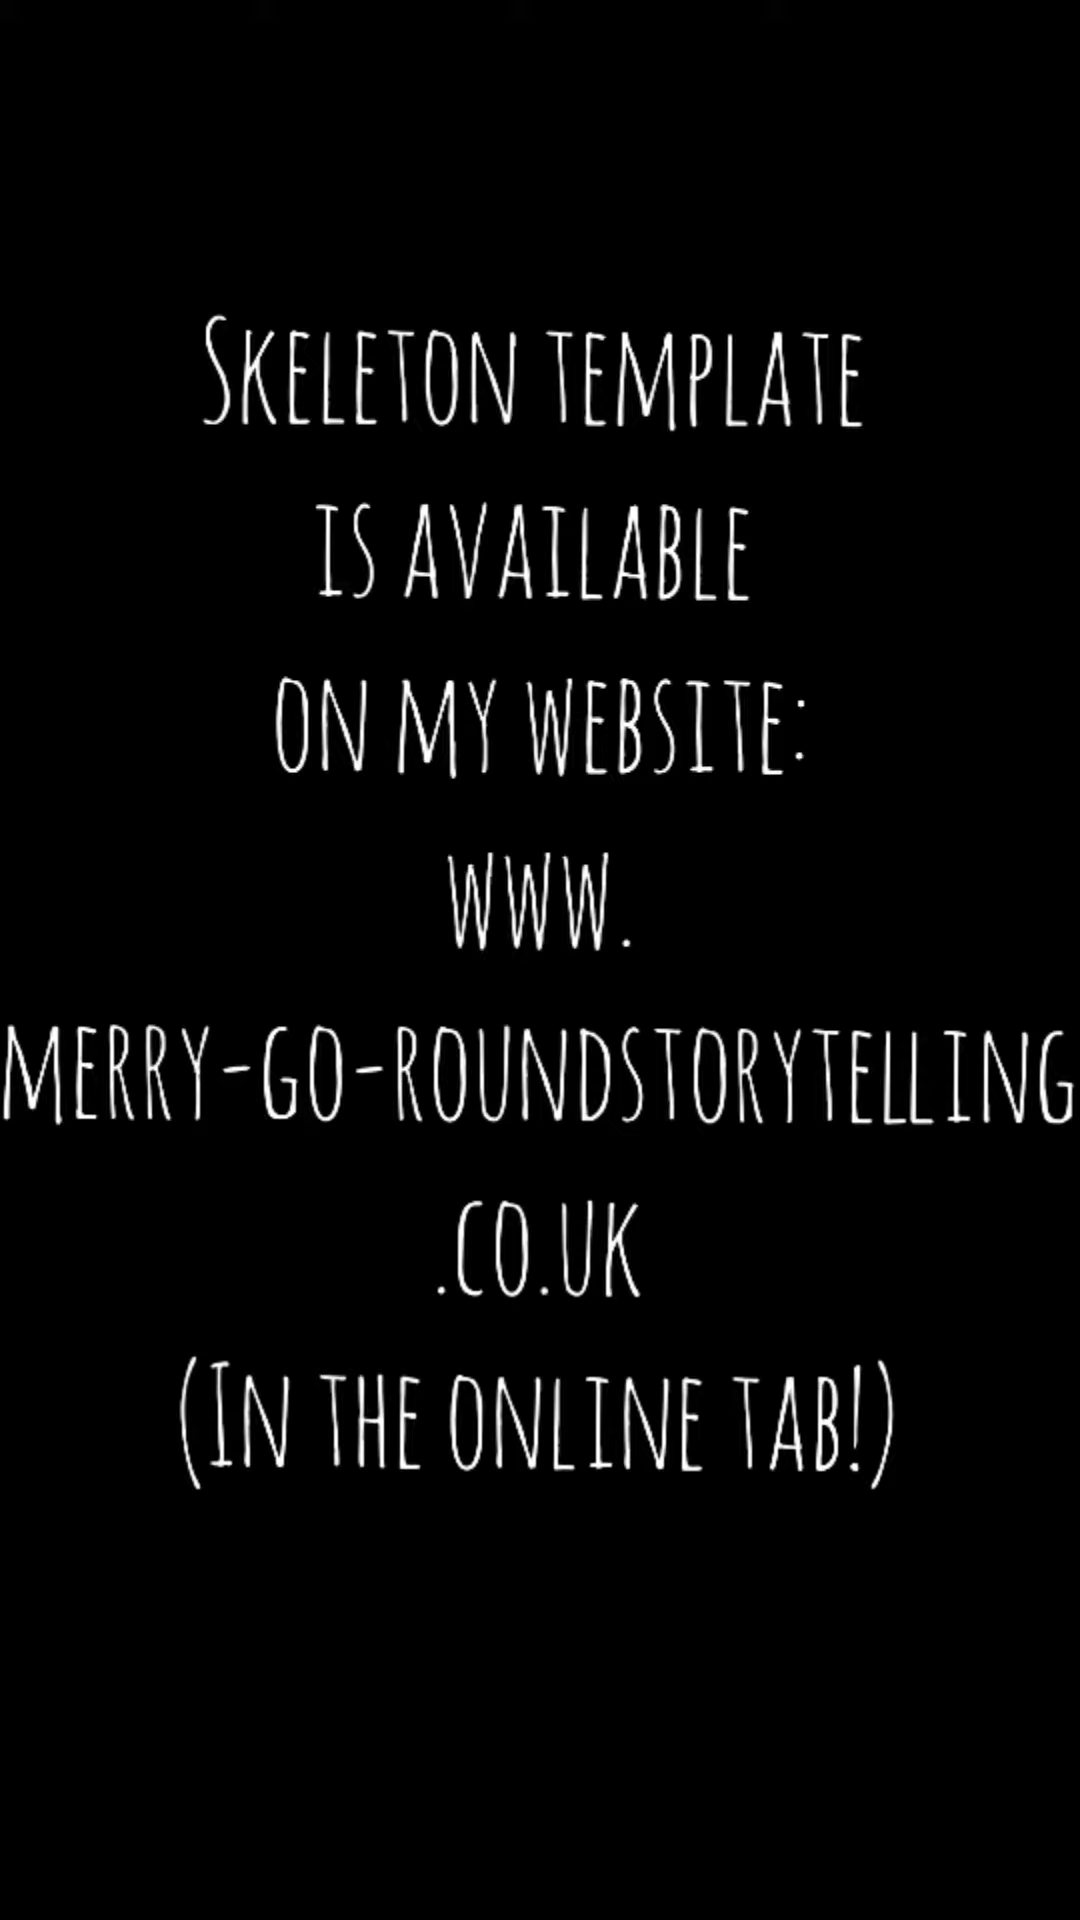 Skeleton template
is available
on my website:
www.
merry-go-roundstorytelling
.co.uk
(In the online tab!)